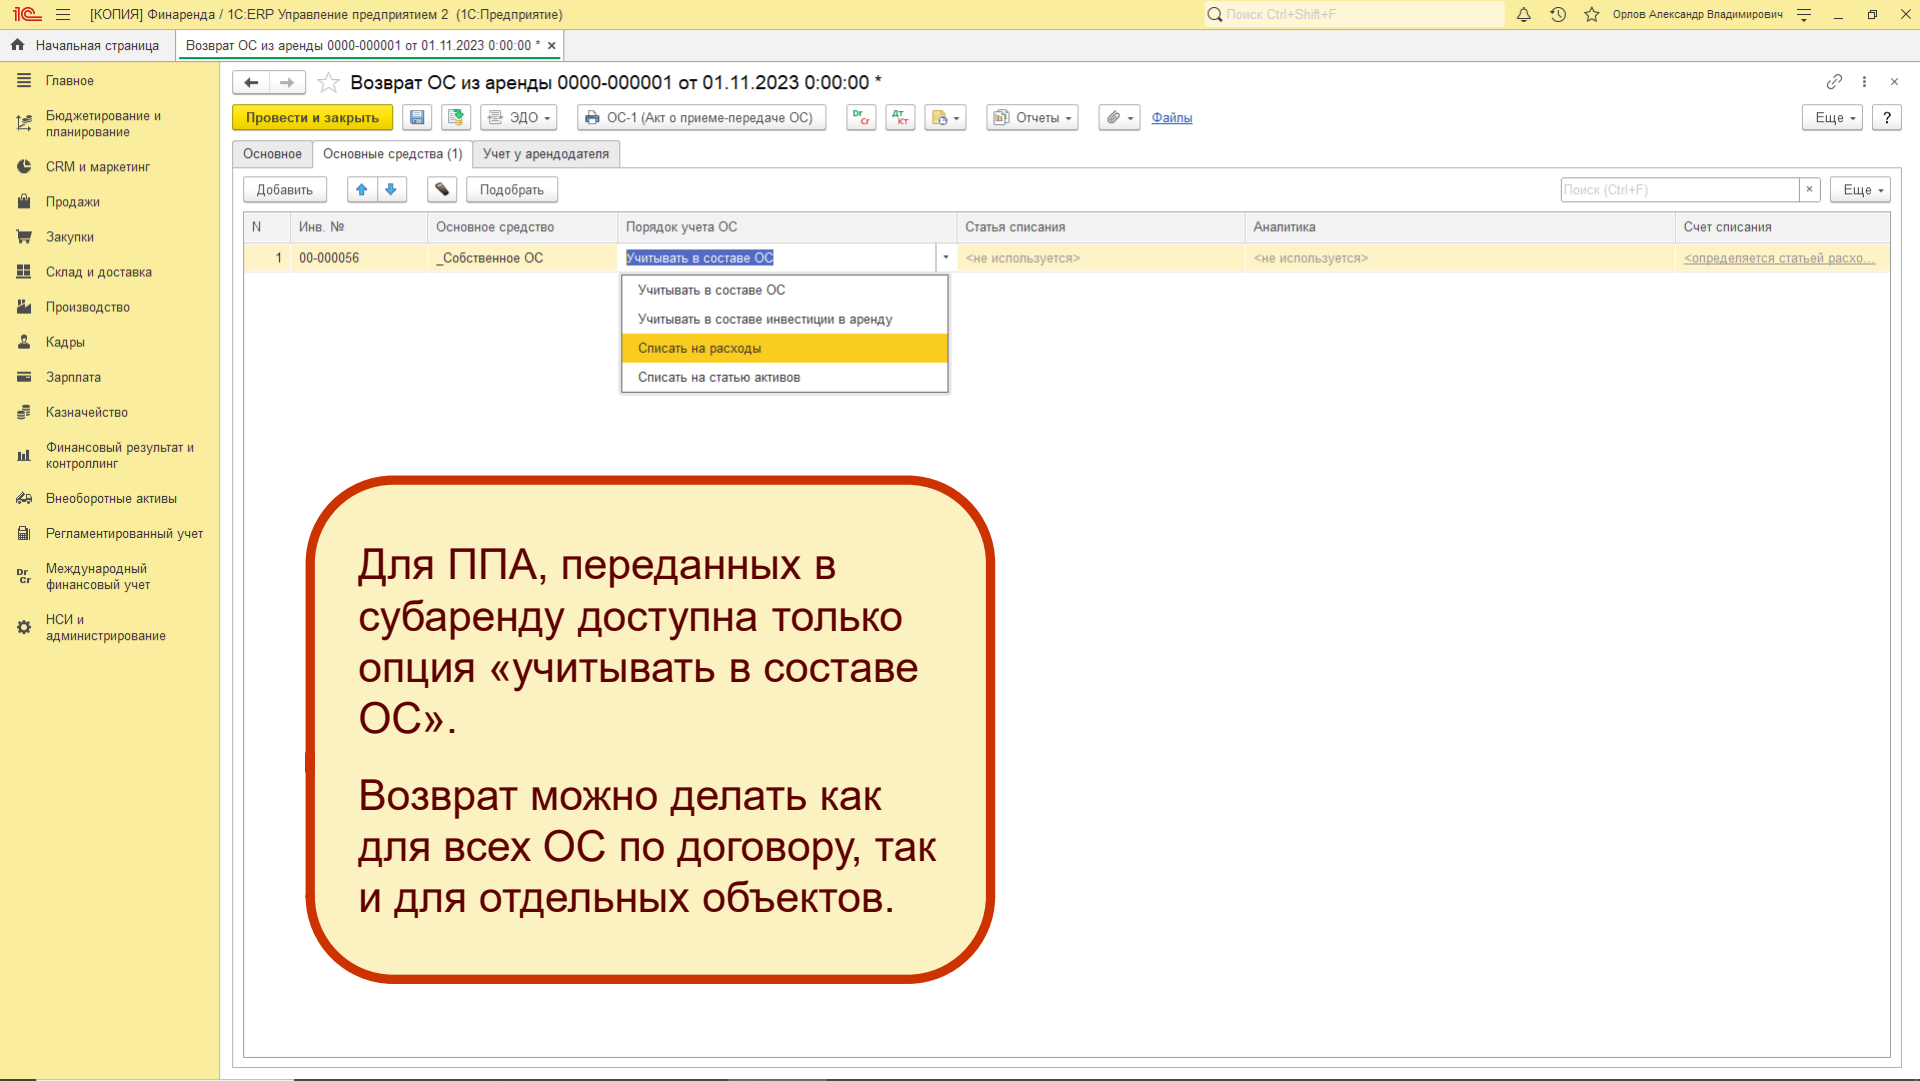 [КОПИЯ] Финаренда / 1С:ERP Управление предприятием 2 (1С:Предприятие)
Поиск Ctrl+Shift+F
Орлов Александр Владимирович
Начальная страница
Возврат ОС из аренды 0000-000001 от 01.11.2023 0:00:00 * ×
Главное
Бюджетирование и
планирование
CRM и маркетинг
Продажи
Закупки
Склад и доставка
Производство
Кадры
Зарплата
Казначейство
Финансовый результат и
контроллинг
Внеоборотные активы
Регламентированный учет
Международный
финансовый учет
НСИ и
администрирование
Возврат ОС из аренды 0000-000001 от 01.11.2023 0:00:00 *
Провести и закрыть
ЭДО
ОС-1 (Акт о приеме-передаче ОС)
Dr Cr
Дт Кт
Отчеты
Файлы
Еще
?
Основное
Основные средства (1)
Учет у арендодателя
Добавить
Подобрать
Поиск (Ctrl+F)
×
Еще
N Инв. № Основное средство Порядок учета ОС Статья списания Аналитика Счет списания
1 00-000056 _Собственное ОС Учитывать в составе ОС <не используется> <не используется> <определяется статьей расхо...
Учитывать в составе ОС
Учитывать в составе инвестиции в аренду
Списать на расходы
Списать на статью активов
Для ППА, переданных в
субаренду доступна только
опция «учитывать в составе
ОС».
Возврат можно делать как
для всех ОС по договору, так
и для отдельных объектов.